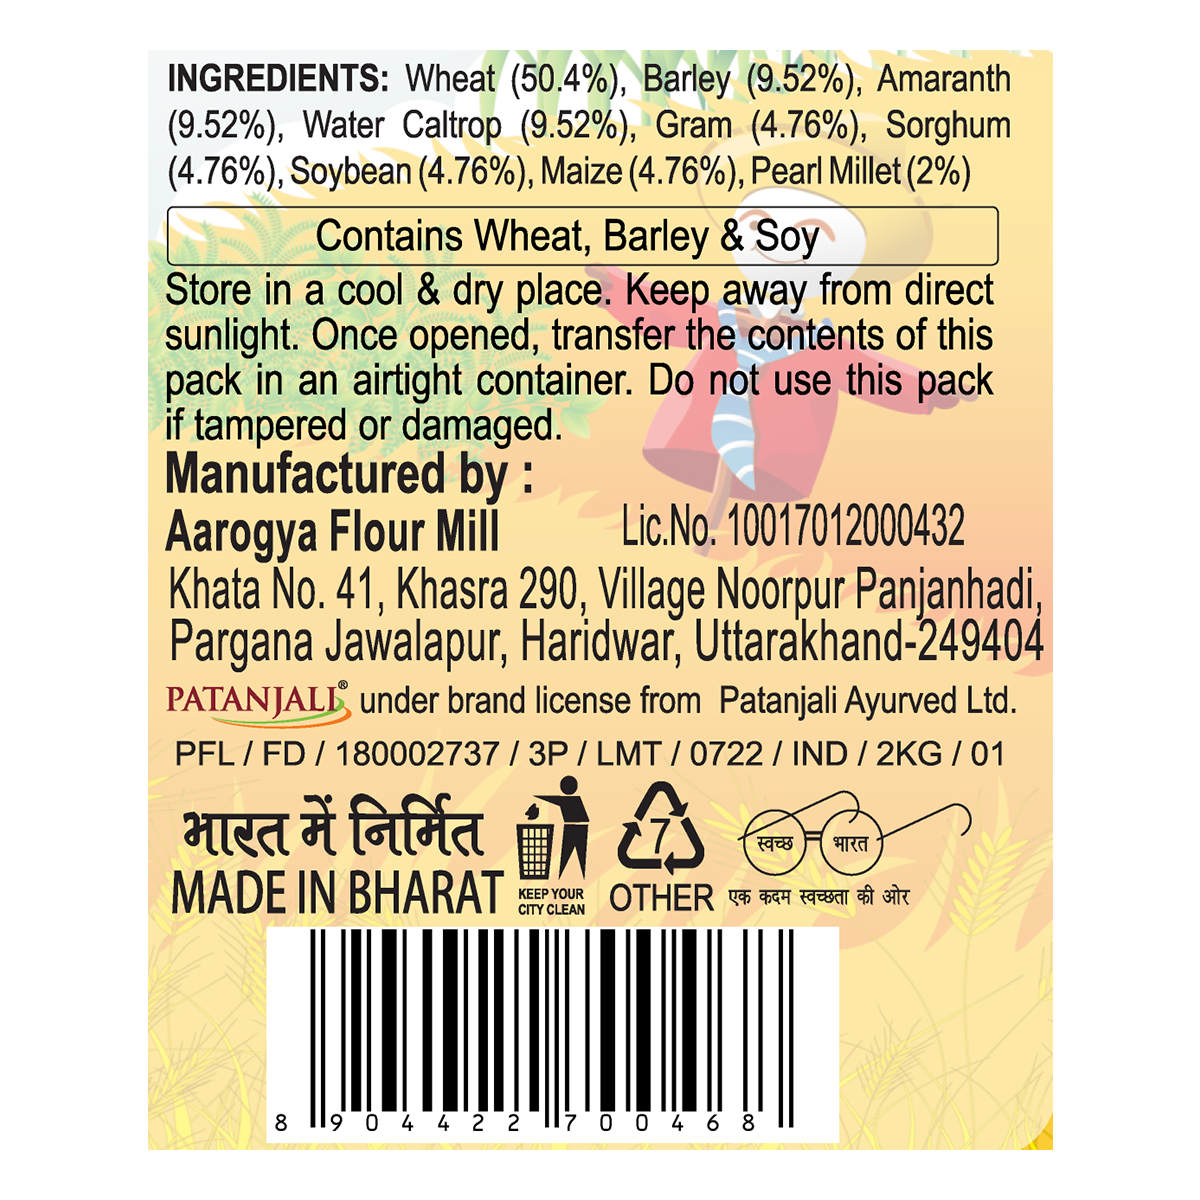 INGREDIENTS: Wheat (50.4%), Barley (9.52%), Amaranth
(9.52%), Water Caltrop (9.52%), Gram (4.76%), Sorghum
(4.76%), Soybean (4.76%), Maize (4.76%), Pearl Millet (2%)
Contains Wheat, Barley & Soy
Store in a cool & dry place. Keep away from direct
sunlight. Once opened, transfer the contents of this
pack in an airtight container. Do not use this pack
if tampered or damaged.
Manufactured by :
Aarogya Flour Mill Lic.No. 10017012000432
Khata No. 41, Khasra 290, Village Noorpur Panjanhadi,
Pargana Jawalapur, Haridwar, Uttarakhand-249404
PATANJALI® under brand license from Patanjali Ayurved Ltd.
PFL / FD / 180002737 / 3P / LMT / 0722 / IND / 2KG / 01
भारत में निर्मित
MADE IN BHARAT
KEEP YOUR
CITY CLEAN
7
OTHER
स्वच्छ भारत
एक कदम स्वच्छता की ओर
8 904422 700468